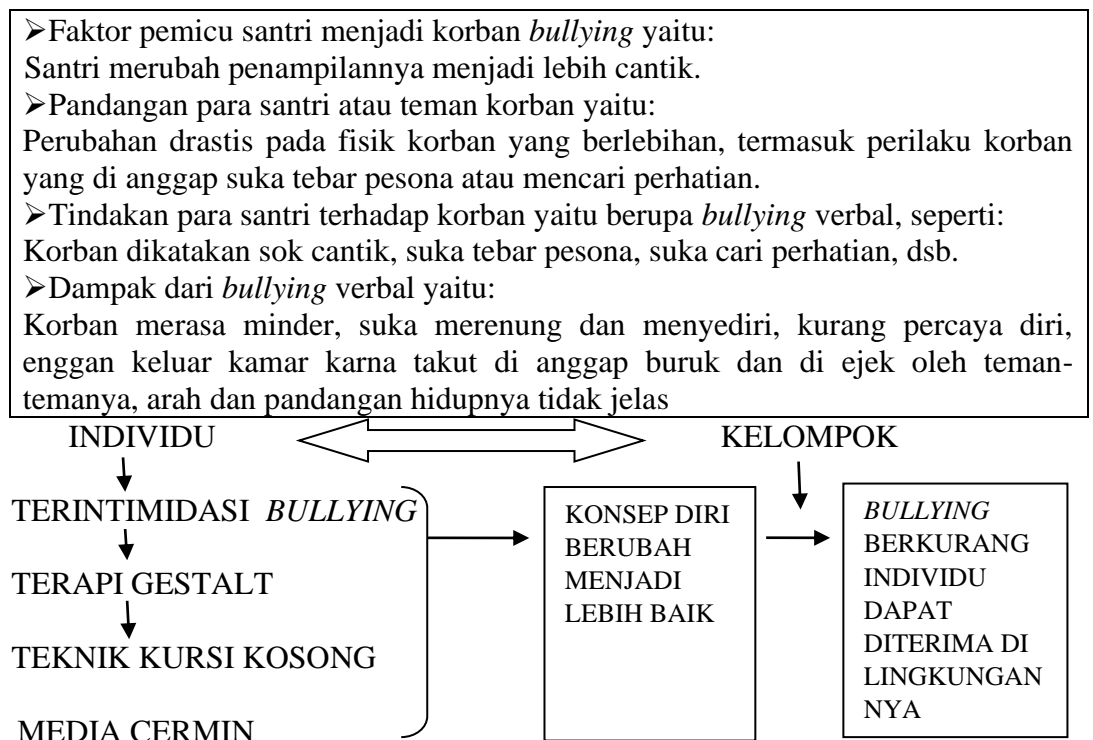 ➢Faktor pemicu santri menjadi korban bullying yaitu:
Santri merubah penampilannya menjadi lebih cantik.
➢Pandangan para santri atau teman korban yaitu:
Perubahan drastis pada fisik korban yang berlebihan, termasuk perilaku korban
yang di anggap suka tebar pesona atau mencari perhatian.
➢Tindakan para santri terhadap korban yaitu berupa bullying verbal, seperti:
Korban dikatakan sok cantik, suka tebar pesona, suka cari perhatian, dsb.
➢Dampak dari bullying verbal yaitu:
Korban merasa minder, suka merenung dan menyediri, kurang percaya diri,
enggan keluar kamar karna takut di anggap buruk dan di ejek oleh teman-
temanya, arah dan pandangan hidupnya tidak jelas
INDIVIDU
KELOMPOK
TERINTIMIDASI BULLYING
TERAPI GESTALT
TEKNIK KURSI KOSONG
MEDIA CERMIN
KONSEP DIRI
BERUBAH
MENJADI
LEBIH BAIK
BULLYING
BERKURANG
INDIVIDU
DAPAT
DITERIMA DI
LINGKUNGAN
NYA